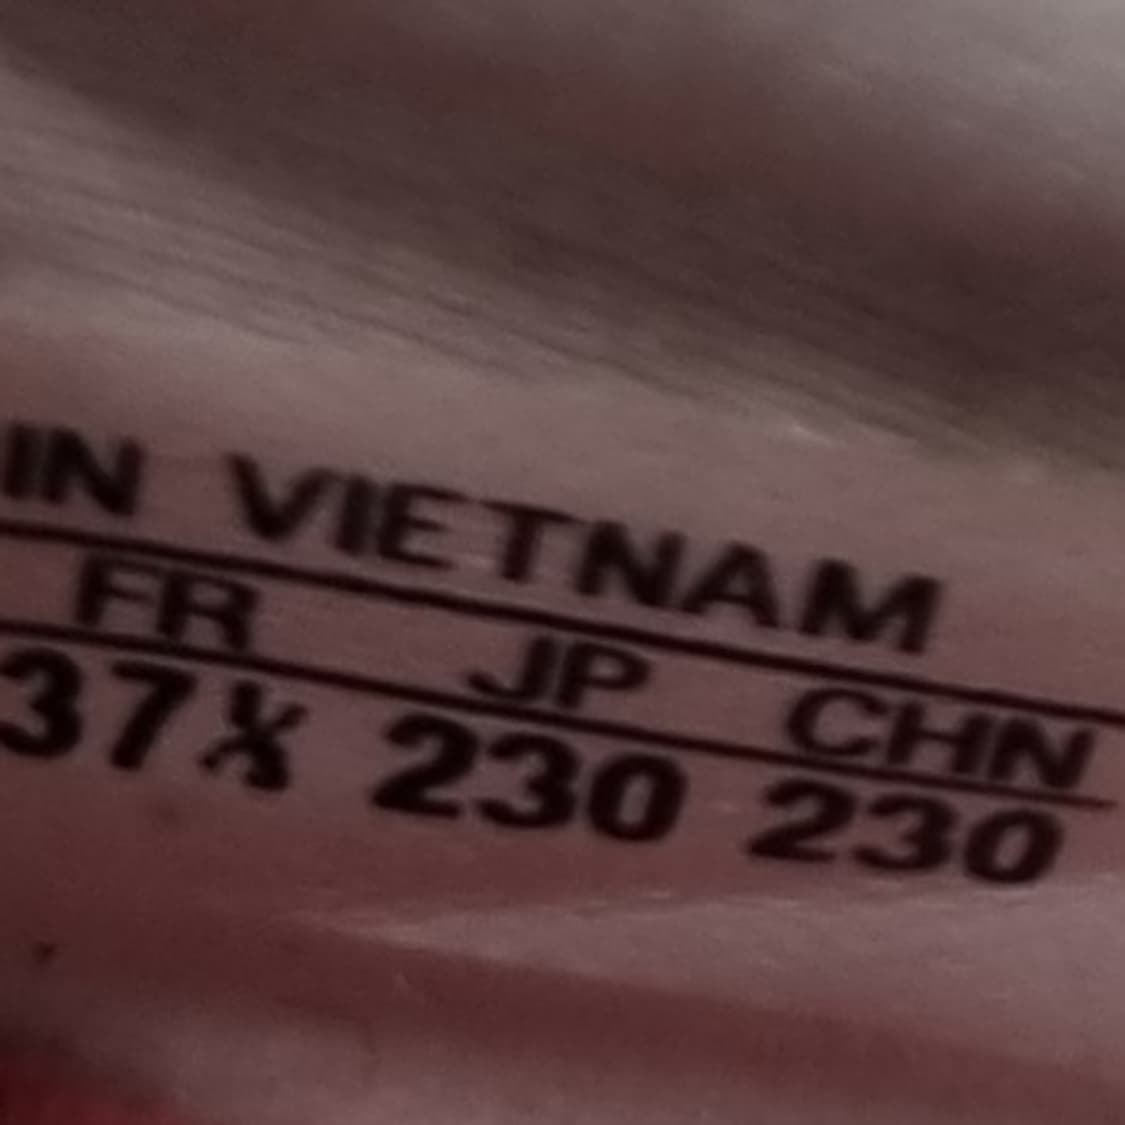 IN VIETNAM
FR JP CHN
37⅓ 230 230